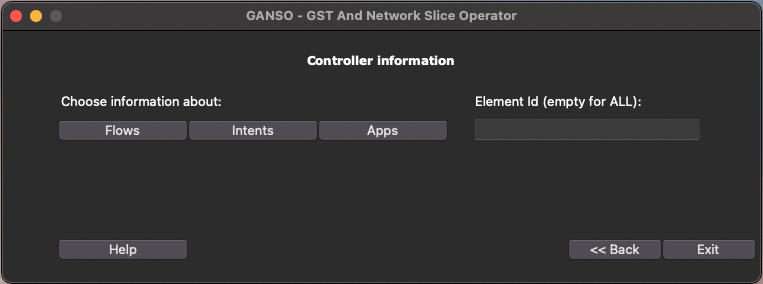 GANSO - GST And Network Slice Operator
Controller information
Choose information about:
Element Id (empty for ALL):
Flows
Intents
Apps
Help
<< Back
Exit